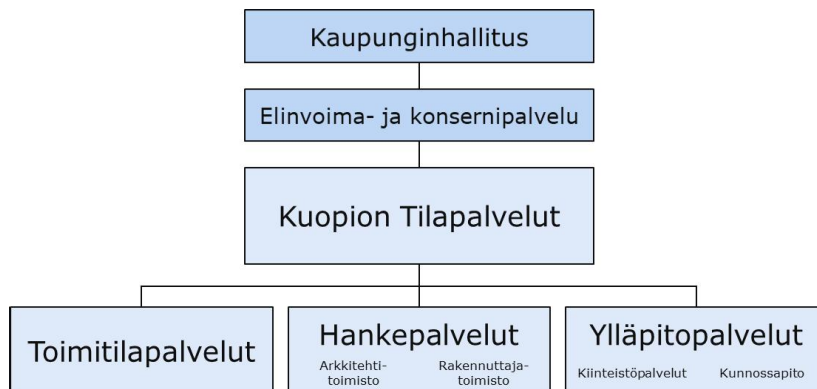 Kaupunginhallitus
Elinvoima- ja konsernipalvelu
Kuopion Tilapalvelut
Toimitilapalvelut
Hankepalvelut
Arkkitehti-
toimisto
Rakennuttaja-
toimisto
Ylläpitopalvelut
Kiinteistöpalvelut
Kunnossapito